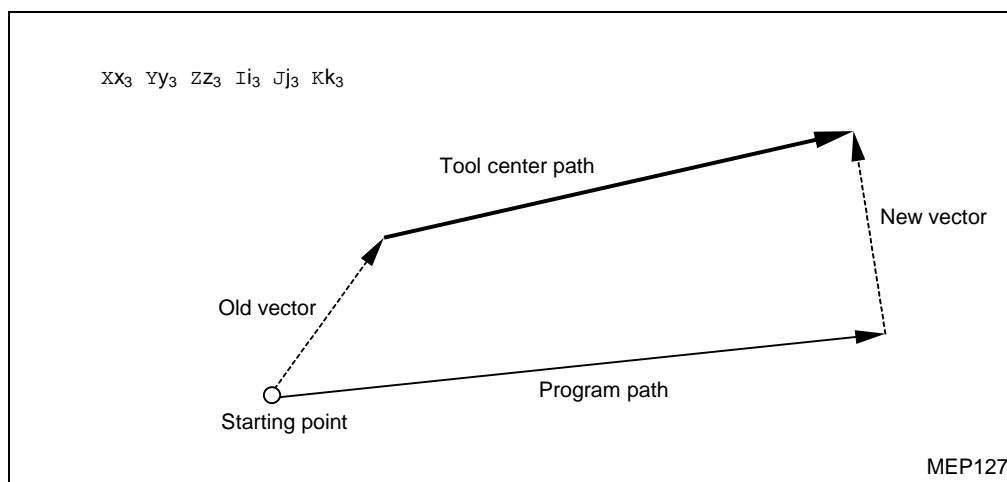 Xx₃ Yy₃ Zz₃ Ii₃ Jj₃ Kk₃
Tool center path
New vector
Old vector
Program path
Starting point
MEP127